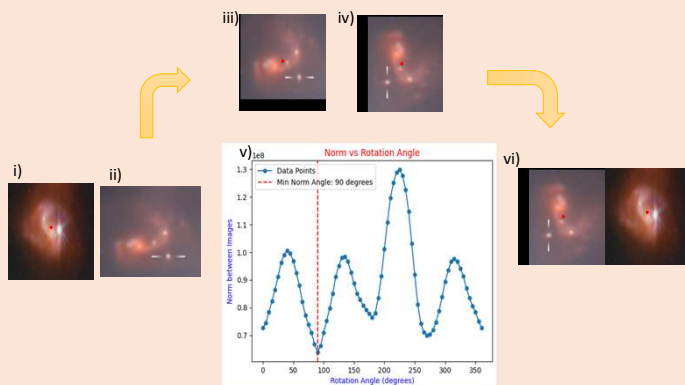 iii)
iv)
i)
ii)
v)
1e8
Norm vs Rotation Angle
Data Points
Min Norm Angle: 90 degrees
1.3
1.2
1.1
1.0
0.9
0.8
0.7
Norm between Images
0 50 100 150 200 250 300 350
Rotation Angle (degrees)
vi)